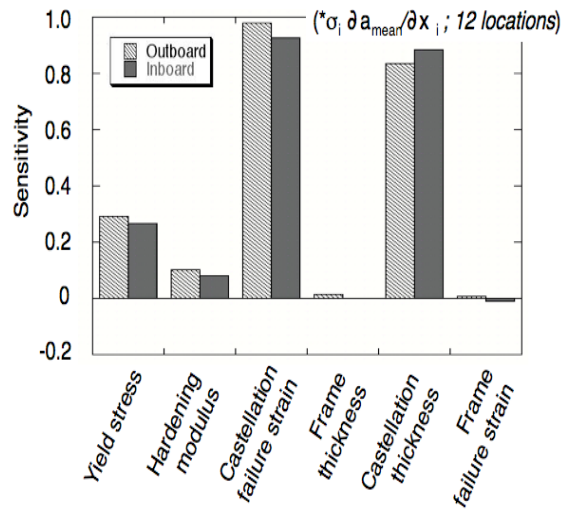 (*σᵢ ∂ a_mean/∂x ᵢ ; 12 locations)
1.0
0.8
0.6
0.4
0.2
0
-0.2
Sensitivity
Outboard
Inboard
Yield stress
Hardening
modulus
Castellation
failure strain
Frame
thickness
Castellation
thickness
Frame
failure strain